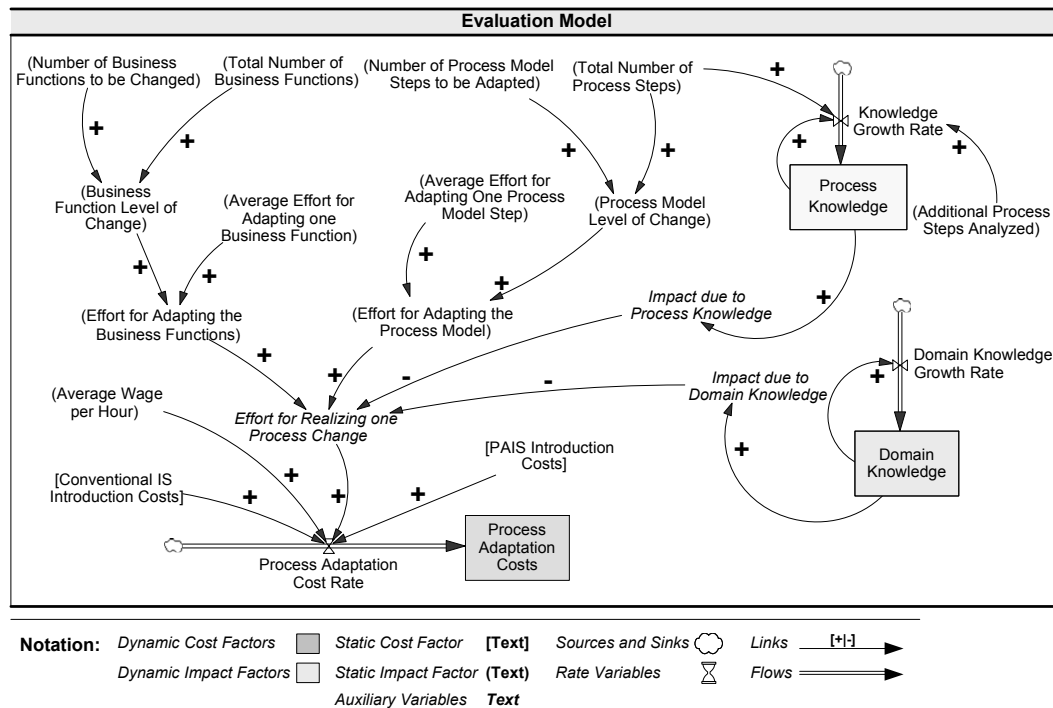 Evaluation Model
(Number of Business
Functions to be Changed)
(Total Number of
Business Functions)
(Number of Process Model
Steps to be Adapted)
(Total Number of
Process Steps)
+
Knowledge
Growth Rate
+
+
+
+
+
+
(Business
Function Level of
Change)
(Average Effort for
Adapting one
Business Function)
(Average Effort for
Adapting One Process
Model Step)
(Process Model
Level of Change)
Process
Knowledge
(Additional Process
Steps Analyzed)
+
+
+
+
(Effort for Adapting the
Business Functions)
(Effort for Adapting the
Process Model)
Impact due to
Process Knowledge
+
+
+
-
-
Domain Knowledge
Growth Rate
+
(Average Wage
per Hour)
Effort for Realizing one
Process Change
Impact due to
Domain Knowledge
+
Domain
Knowledge
[Conventional IS
Introduction Costs]
[PAIS Introduction
Costs]
+
+
+
+
Process Adaptation
Cost Rate
Process
Adaptation
Costs
Notation:
Dynamic Cost Factors
Static Cost Factor
[Text]
Sources and Sinks
Links
[+|-]
Dynamic Impact Factors
Static Impact Factor
(Text)
Rate Variables
Flows
Auxiliary Variables
Text